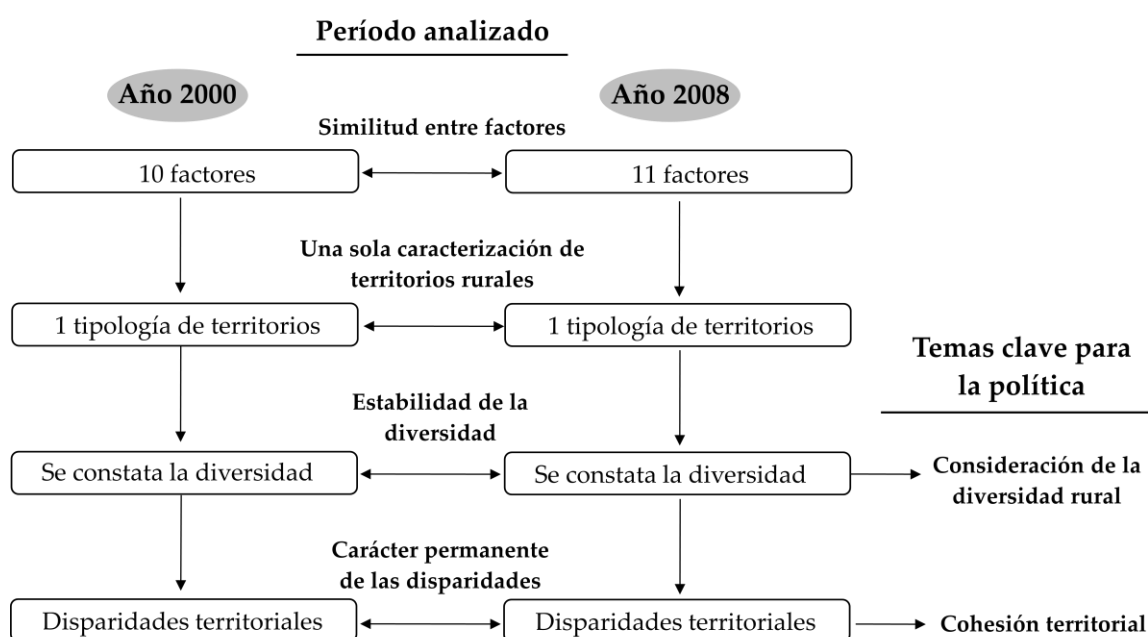 Período analizado
Año 2000
Año 2008
Similitud entre factores
10 factores
11 factores
Una sola caracterización de
territorios rurales
1 tipología de territorios
1 tipología de territorios
Temas clave para
la política
Estabilidad de la
diversidad
Se constata la diversidad
Se constata la diversidad
Consideración de la
diversidad rural
Carácter permanente
de las disparidades
Disparidades territoriales
Disparidades territoriales
Cohesión territorial